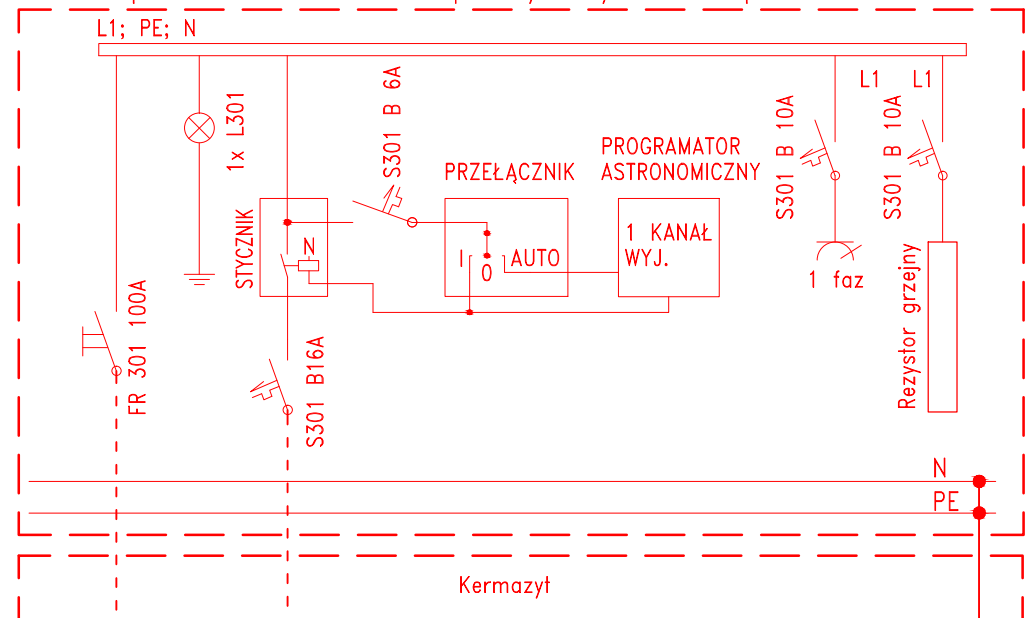 L1; PE; N
1x L301
S301 B 6A
PRZEŁĄCZNIK
PROGRAMATOR
ASTRONOMICZNY
S301 B 10A
L1
L1
S301 B 10A
STYCZNIK
N
I
0
AUTO
1 KANAŁ
WYJ.
1 faz
Rezystor grzejny
FR 301 100A
S301 B16A
N
PE
Kermazyt